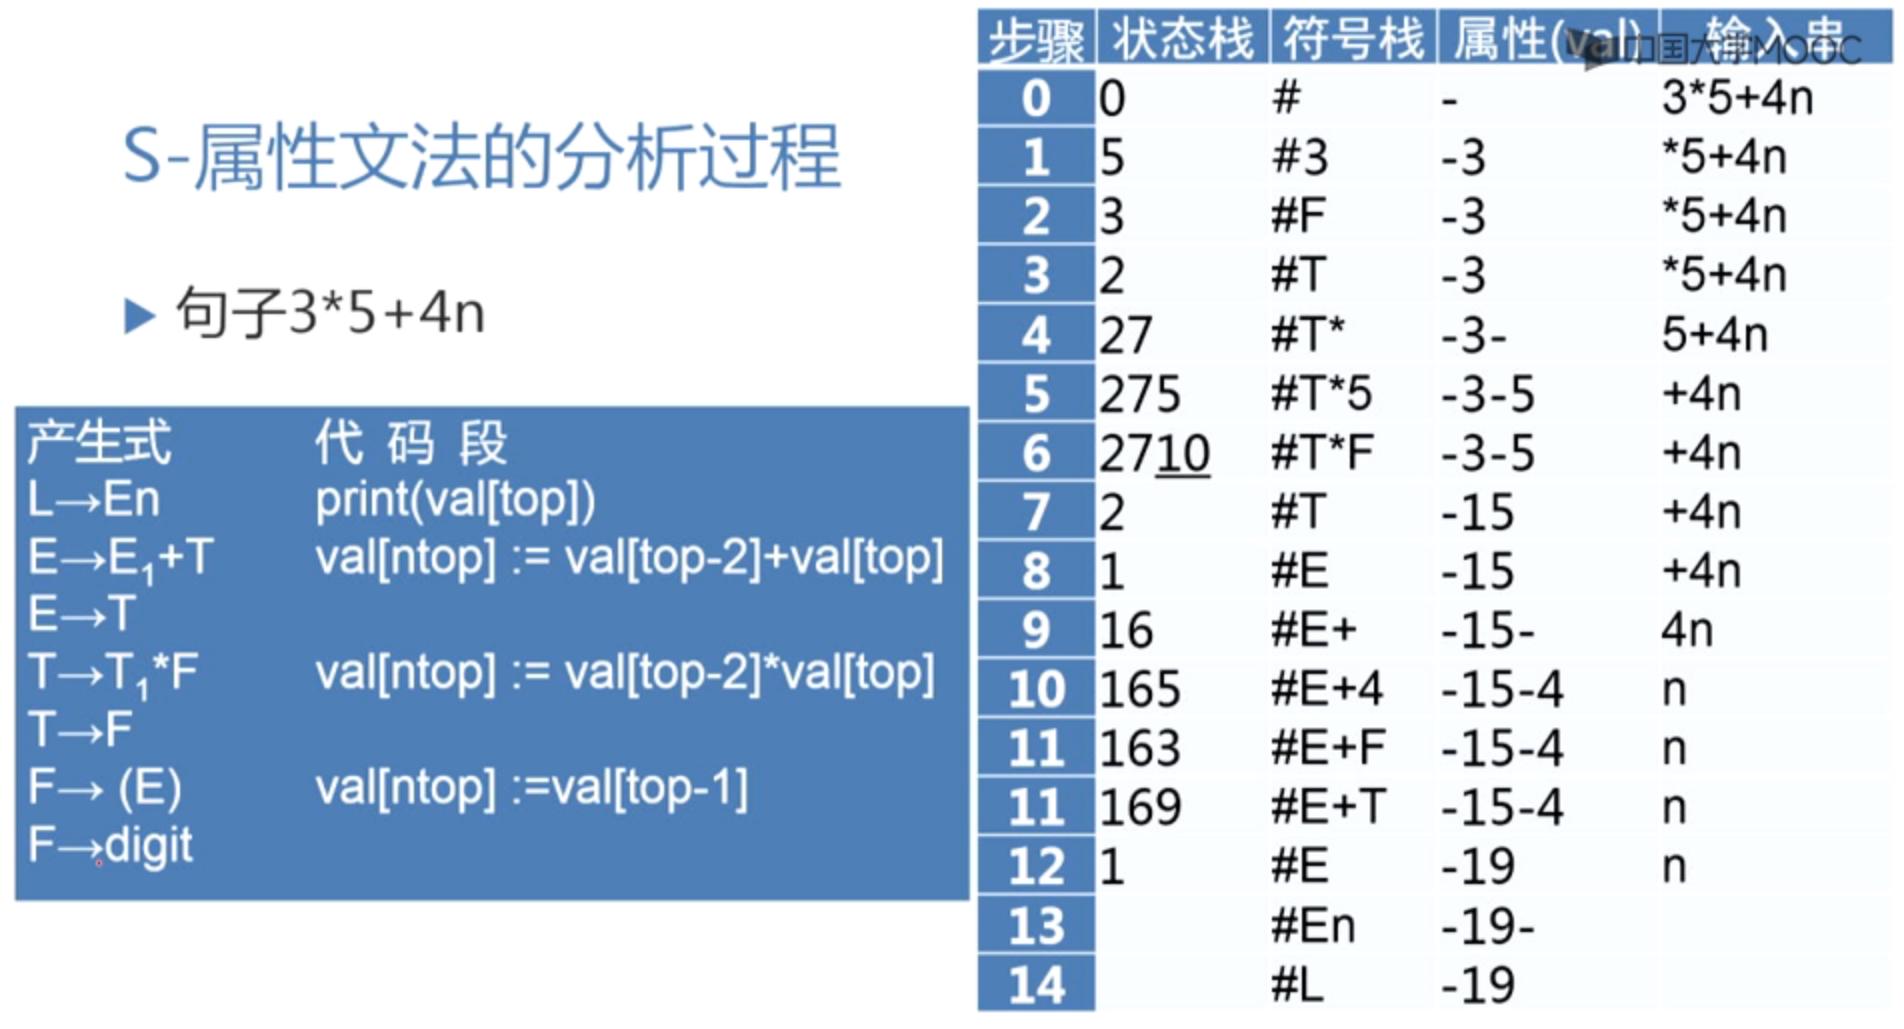 S-属性文法的分析过程
句子3*5+4n
产生式 代 码 段
L→En print(val[top])
E→E₁+T val[ntop] := val[top-2]+val[top]
E→T
T→T₁*F val[ntop] := val[top-2]*val[top]
T→F
F→ (E) val[ntop] :=val[top-1]
F→digit
步骤 状态栈 符号栈 属性(val) 输入串
中国大学MOOC
0 0 # - 3*5+4n
1 5 #3 -3 *5+4n
2 3 #F -3 *5+4n
3 2 #T -3 *5+4n
4 27 #T* -3- 5+4n
5 275 #T*5 -3-5 +4n
6 2710 #T*F -3-5 +4n
7 2 #T -15 +4n
8 1 #E -15 +4n
9 16 #E+ -15- 4n
10 165 #E+4 -15-4 n
11 163 #E+F -15-4 n
11 169 #E+T -15-4 n
12 1 #E -19 n
13 #En -19-
14 #L -19